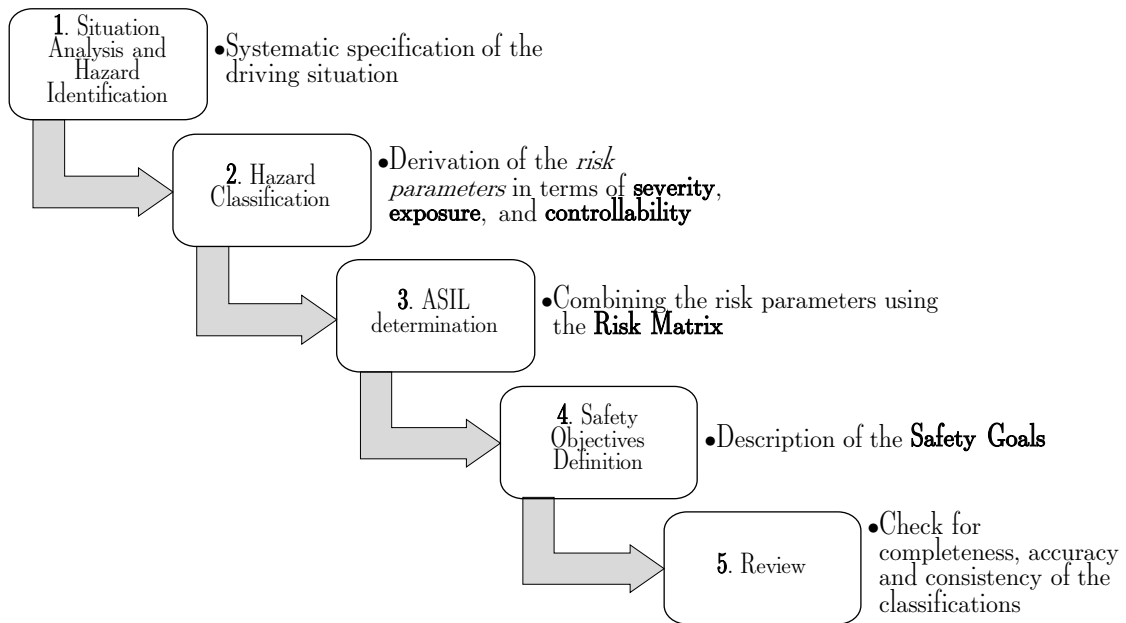 1. Situation
Analysis and
Hazard
Identification
•Systematic specification of the
driving situation
2. Hazard
Classification
•Derivation of the risk
parameters in terms of severity,
exposure, and controllability
3. ASIL
determination
•Combining the risk parameters using
the Risk Matrix
4. Safety
Objectives
Definition
•Description of the Safety Goals
5. Review
•Check for
completeness, accuracy
and consistency of the
classifications